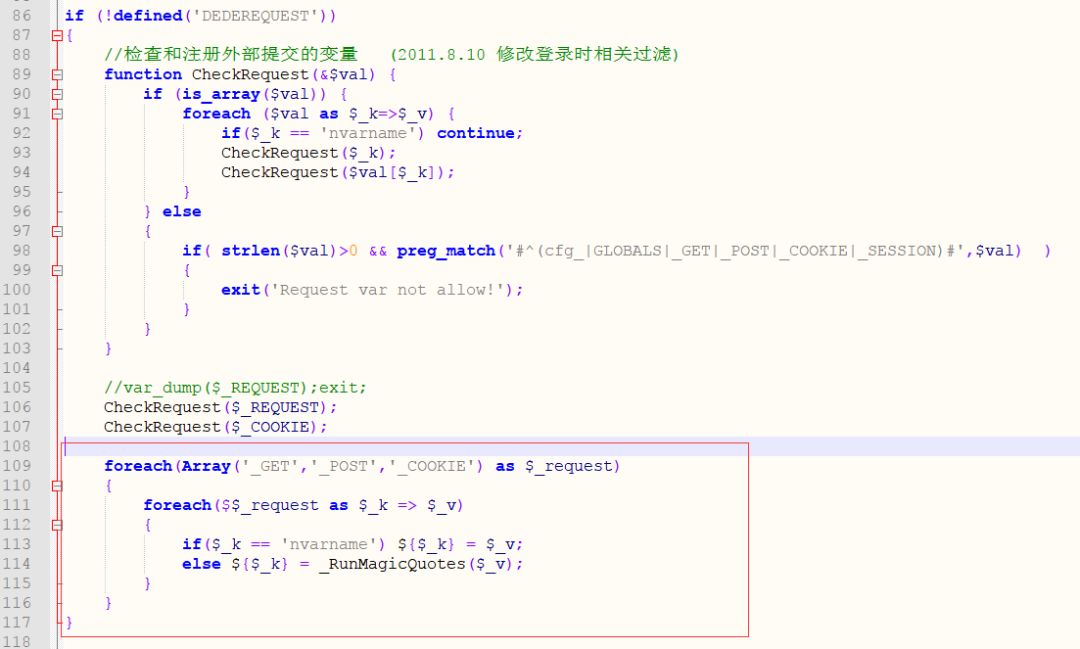 86 if (!defined('DEDEREQUEST'))
87 {
88 //检查和注册外部提交的变量 (2011.8.10 修改登录时相关过滤)
89 function CheckRequest(&$val) {
90 if (is_array($val)) {
91 foreach ($val as $_k=>$_v) {
92 if($_k == 'nvarname') continue;
93 CheckRequest($_k);
94 CheckRequest($val[$_k]);
95 }
96 } else
97 {
98 if( strlen($val)>0 && preg_match('#^(cfg_|GLOBALS|_GET|_POST|_COOKIE|_SESSION)#',$val) )
99 {
100 exit('Request var not allow!');
101 }
102 }
103 }
104
105 //var_dump($_REQUEST);exit;
106 CheckRequest($_REQUEST);
107 CheckRequest($_COOKIE);
108
109 foreach(Array('_GET','_POST','_COOKIE') as $_request)
110 {
111 foreach($$_request as $_k => $_v)
112 {
113 if($_k == 'nvarname') ${$_k} = $_v;
114 else ${$_k} = _RunMagicQuotes($_v);
115 }
116 }
117 }
118